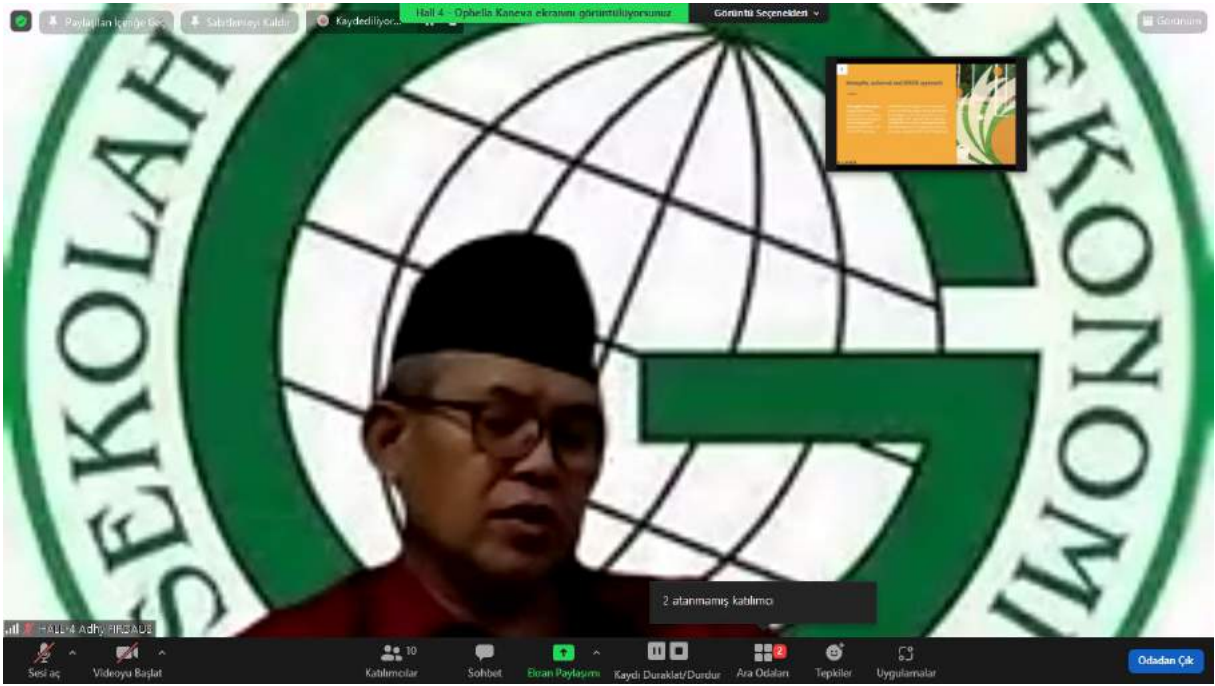 Paylaşılan İçeriğe Geç
Sabitlemeyi Kaldır
Kaydediliyor...
Hall 4 - Ophelia Kaneva ekranını görüntülüyorsunuz
Görüntü Seçenekleri
Görünüm
SEKOLAH
EKONOMI
G
2 atanmamış katılımcı
HALL-4 Adhy FIRDAUS
Sesi aç
Videoyu Başlat
10
Katılımcılar
Sohbet
Ekran Paylaşımı
Kaydı Duraklat/Durdur
2
Ara Odaları
Tepkiler
Uygulamalar
Odadan Çık